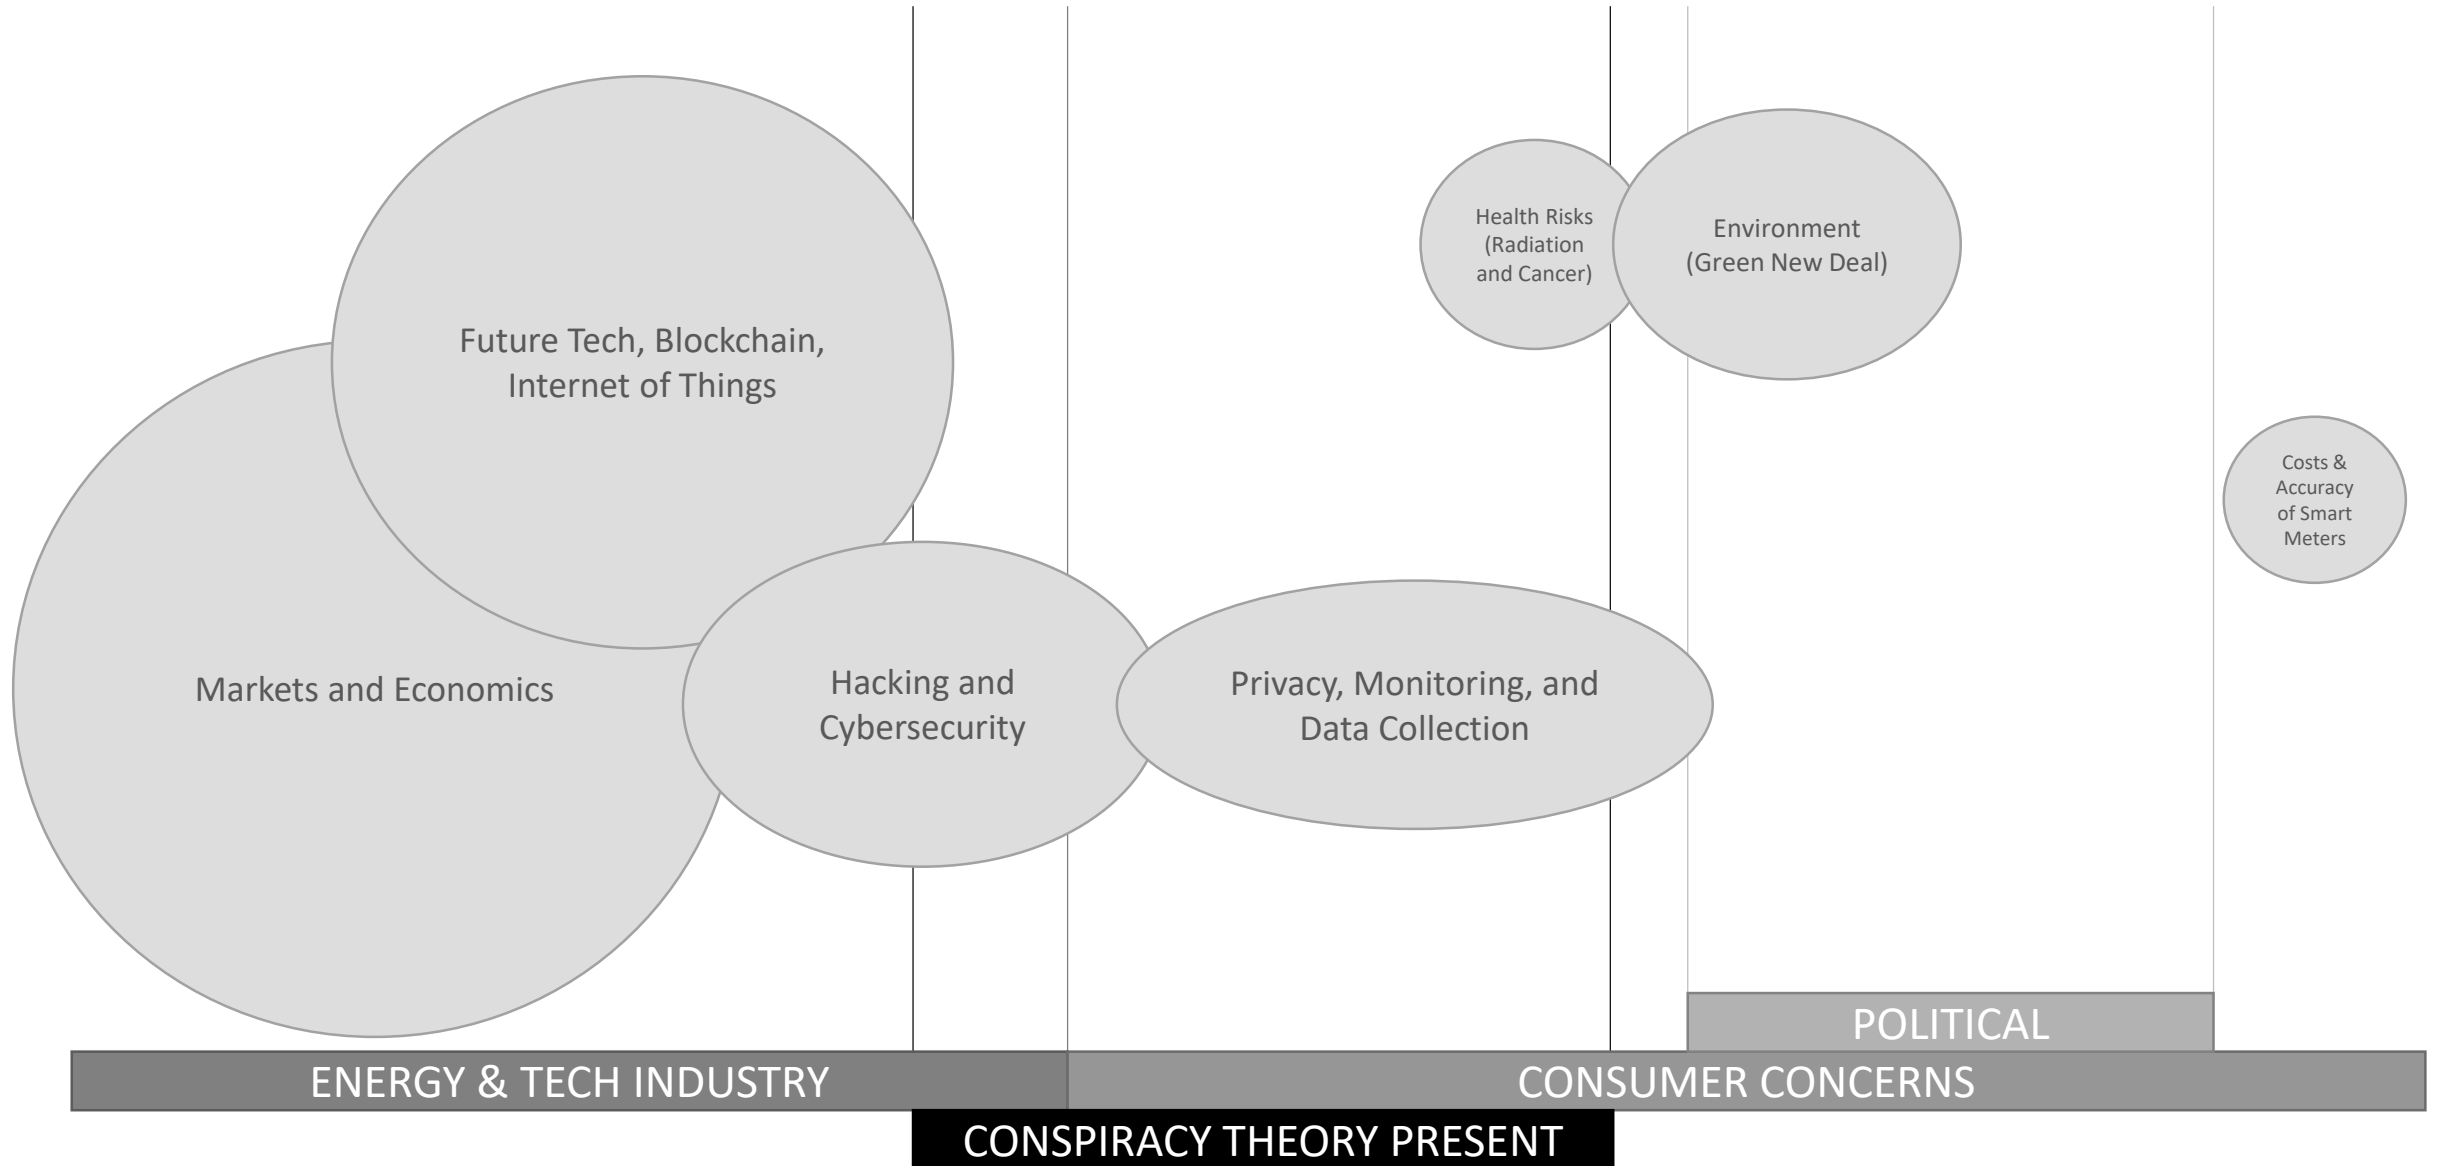 Health Risks
(Radiation
and Cancer)
Environment
(Green New Deal)
Future Tech, Blockchain,
Internet of Things
Costs &
Accuracy
of Smart
Meters
Markets and Economics
Hacking and
Cybersecurity
Privacy, Monitoring, and
Data Collection
POLITICAL
ENERGY & TECH INDUSTRY
CONSUMER CONCERNS
CONSPIRACY THEORY PRESENT